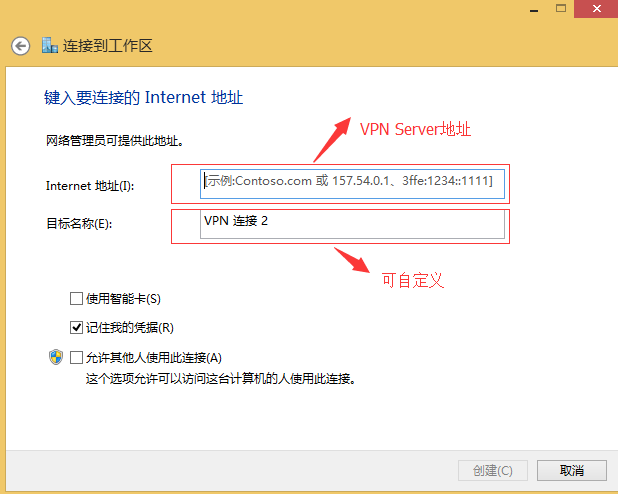 连接到工作区
键入要连接的 Internet 地址
VPN Server地址
网络管理员可提供此地址。
Internet 地址(I):
[示例:Contoso.com 或 157.54.0.1、3ffe:1234::1111]
目标名称(E):
VPN 连接 2
可自定义
使用智能卡(S)
记住我的凭据(R)
允许其他人使用此连接(A)
这个选项允许可以访问这台计算机的人使用此连接。
创建(C)
取消